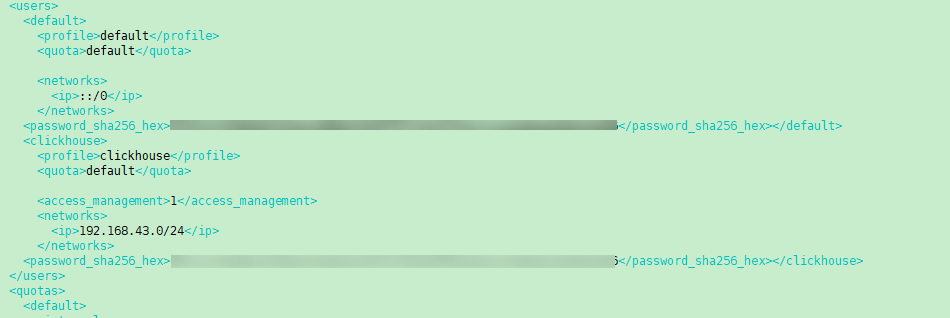 <users>
<default>
<profile>default</profile>
<quota>default</quota>
<networks>
<ip>::/0</ip>
</networks>
<password_sha256_hex></password_sha256_hex></default>
<clickhouse>
<profile>clickhouse</profile>
<quota>default</quota>
<access_management>1</access_management>
<networks>
<ip>192.168.43.0/24</ip>
</networks>
<password_sha256_hex>6</password_sha256_hex></clickhouse>
</users>
<quotas>
<default>